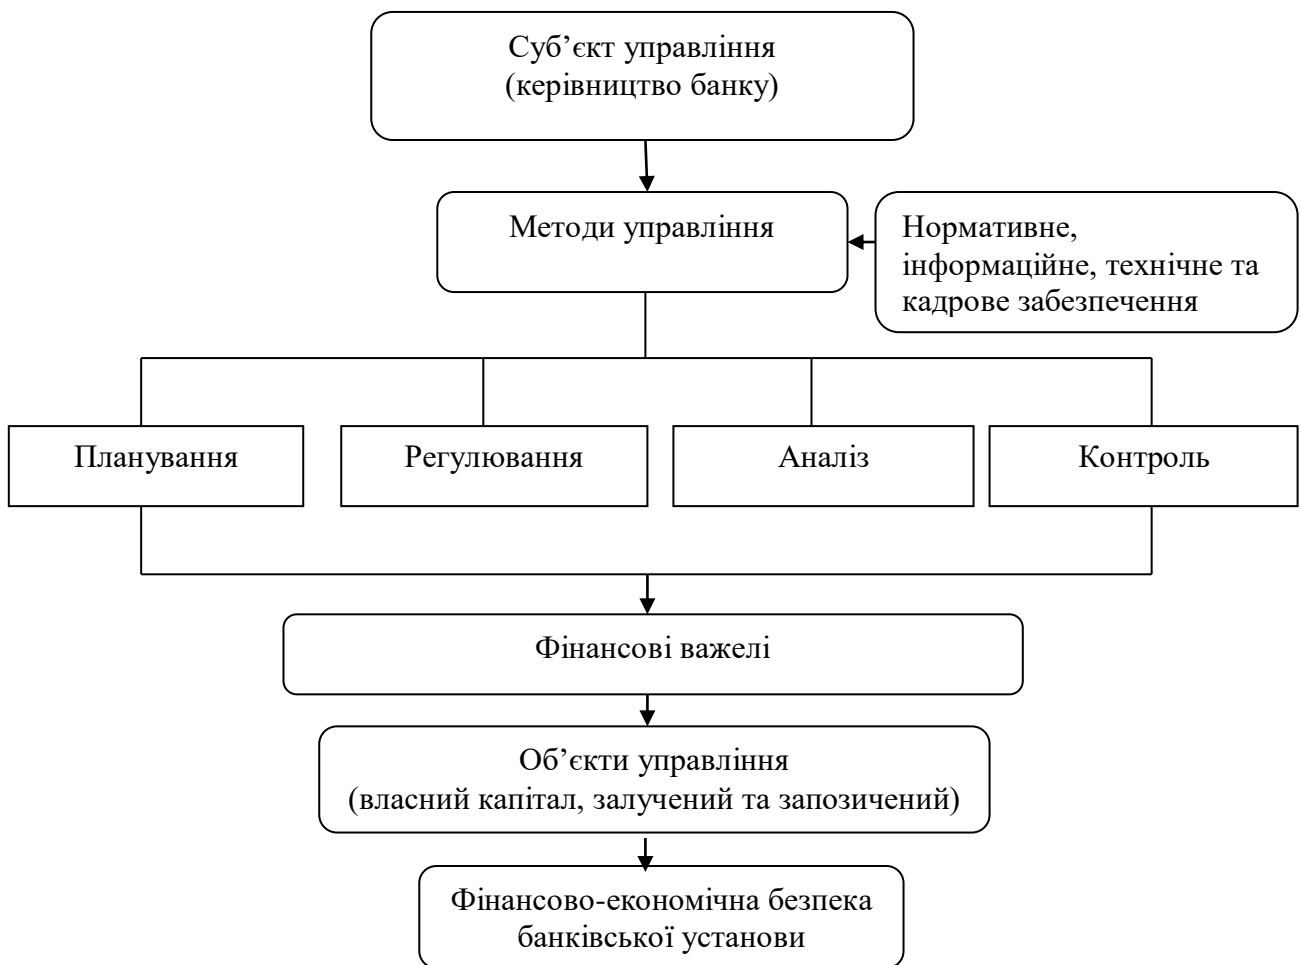 Суб’єкт управління
(керівництво банку)
Методи управління
Нормативне,
інформаційне, технічне та
кадрове забезпечення
Планування
Регулювання
Аналіз
Контроль
Фінансові важелі
Об’єкти управління
(власний капітал, залучений та запозичений)
Фінансово-економічна безпека
банківської установи